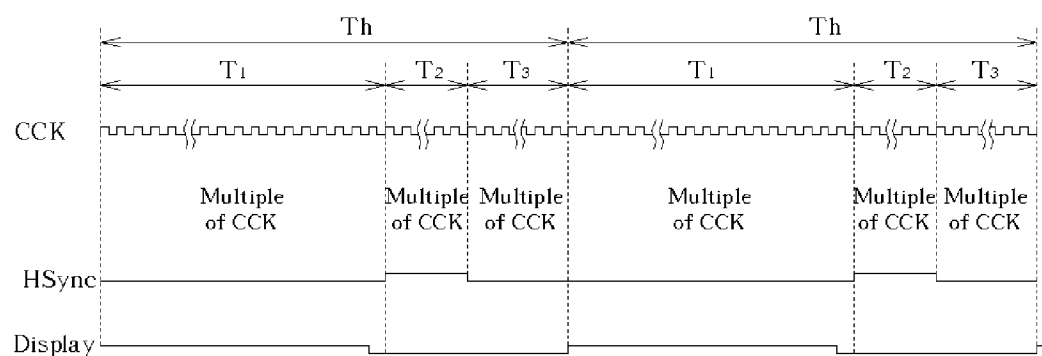 Th Th
T1 T2 T3 T1 T2 T3
CCK
Multiple Multiple Multiple Multiple Multiple Multiple
of CCK of CCK of CCK of CCK of CCK of CCK
HSync
Display